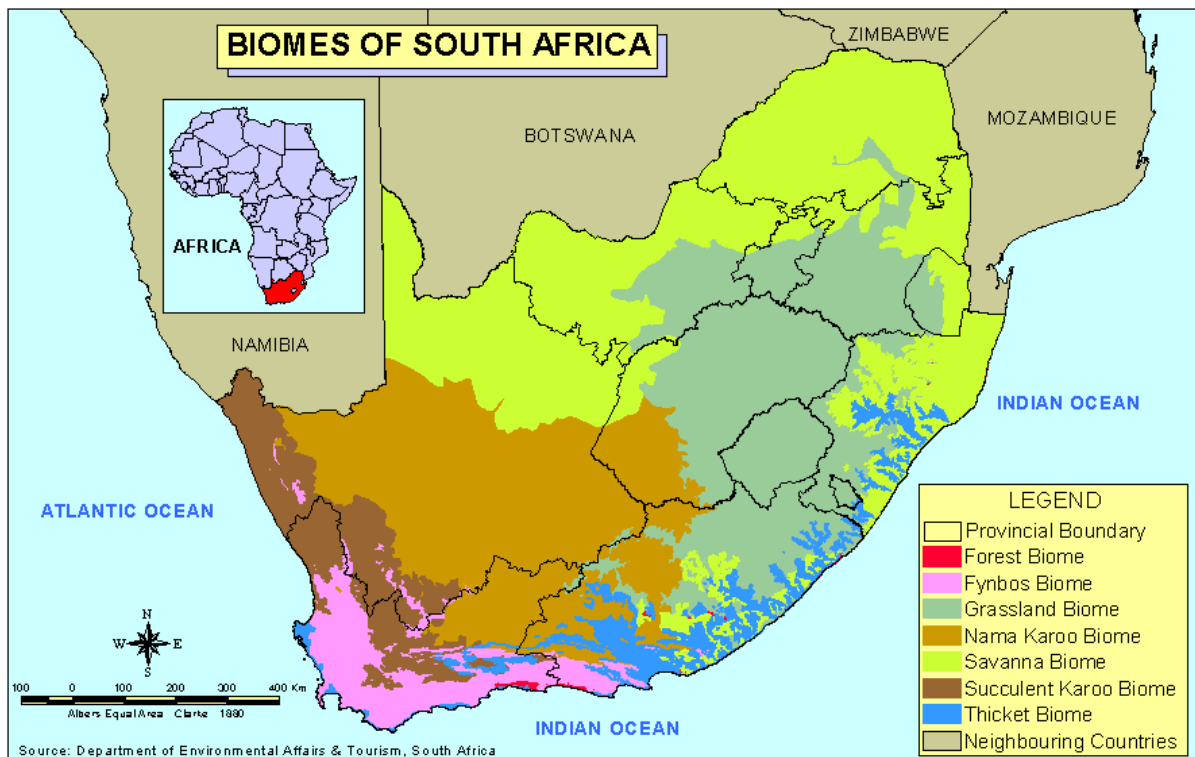 BIOMES OF SOUTH AFRICA
ZIMBABWE
MOZAMBIQUE
BOTSWANA
AFRICA
NAMIBIA
INDIAN OCEAN
ATLANTIC OCEAN
LEGEND
Provincial Boundary
Forest Biome
Fynbos Biome
Grassland Biome
Nama Karoo Biome
Savanna Biome
Succulent Karoo Biome
Thicket Biome
Neighbouring Countries
N
W E
S
100 0 100 200 300 400 Km
Albers Equal Area Clarke 1880
INDIAN OCEAN
Source: Department of Environmental Affairs & Tourism, South Africa